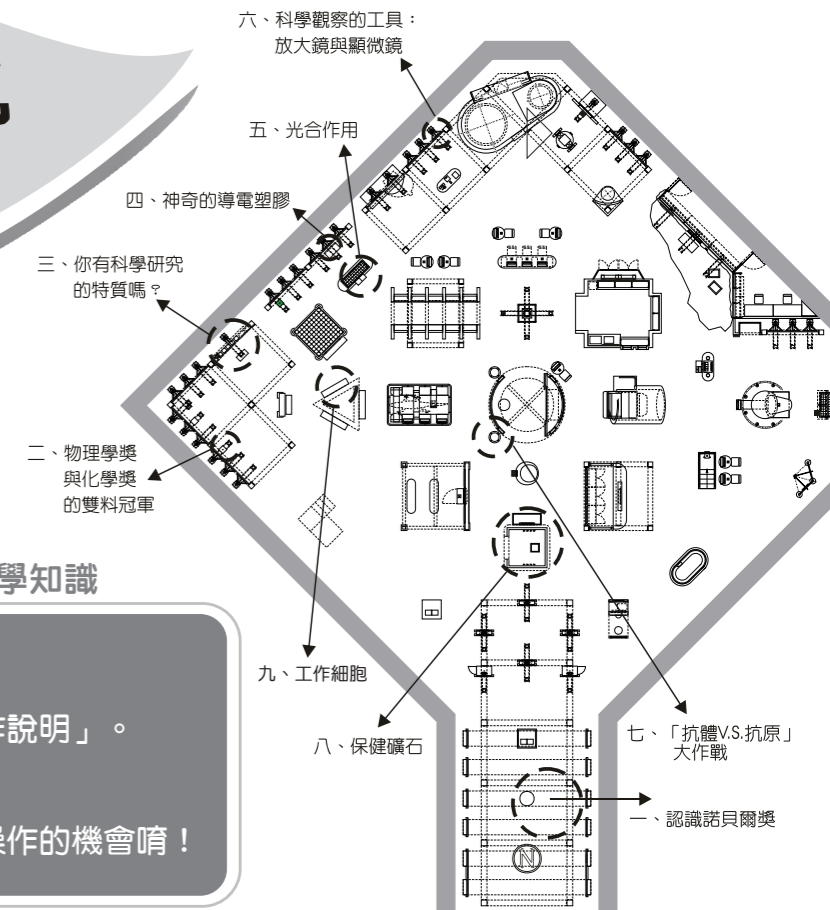 六、科學觀察的工具：
放大鏡與顯微鏡
五、光合作用
四、神奇的導電塑膠
三、你有科學研究
的特質嗎？
二、物理學獎
與化學獎
的雙料冠軍
學知識
作說明」。
操作的機會唷！
九、工作細胞
八、保健礦石
七、「抗體V.S.抗原」
大作戰
一、認識諾貝爾獎
N